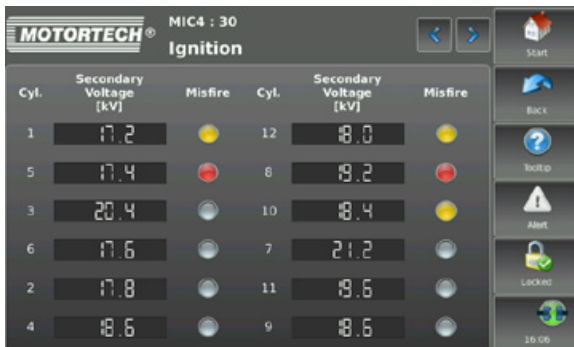 MOTORTECH®
MIC4 : 30
Ignition
Cyl. Secondary Voltage [kV] Misfire Cyl. Secondary Voltage [kV] Misfire
1 17.2 12 18.0
5 17.4 8 19.2
3 20.4 10 18.4
6 17.6 7 21.2
2 17.8 11 19.6
4 18.6 9 18.6
Start
Back
Tooltip
Alert
Locked
31
16:06